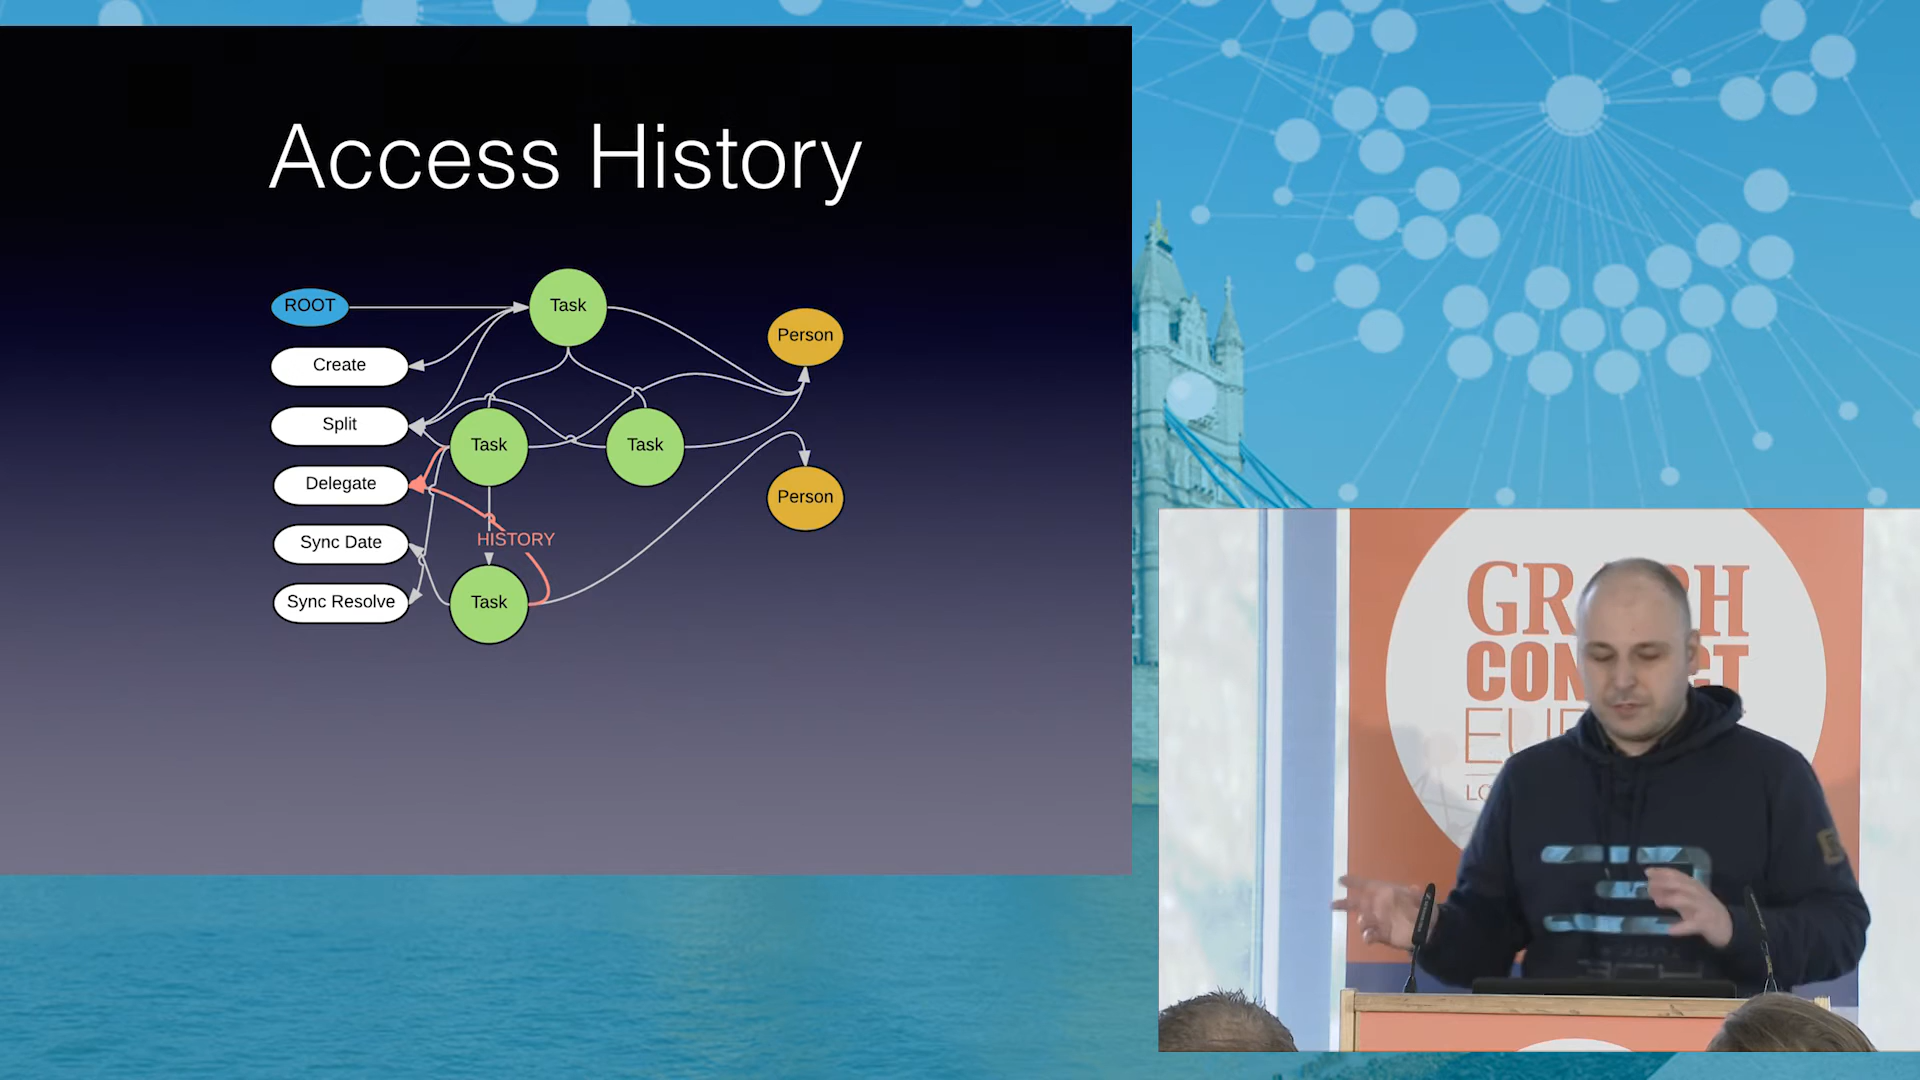 Access History
ROOT
Task
Person
Create
Split
Task
Task
Delegate
Person
HISTORY
Sync Date
Sync Resolve
Task